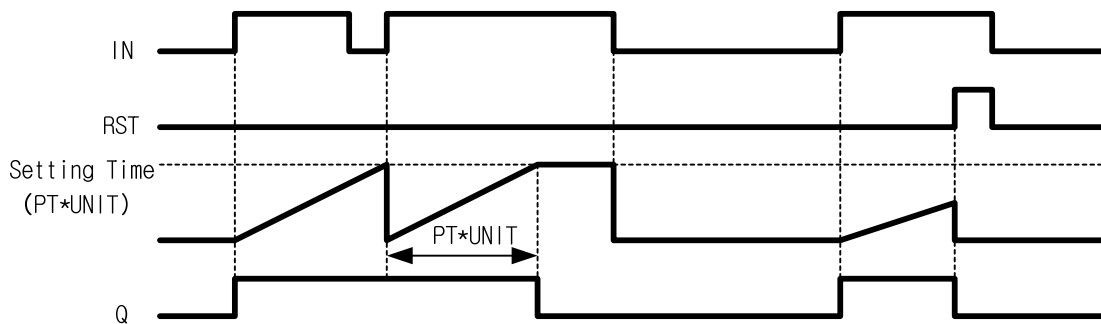 IN
RST
Setting Time
(PT*UNIT)
PT*UNIT
Q